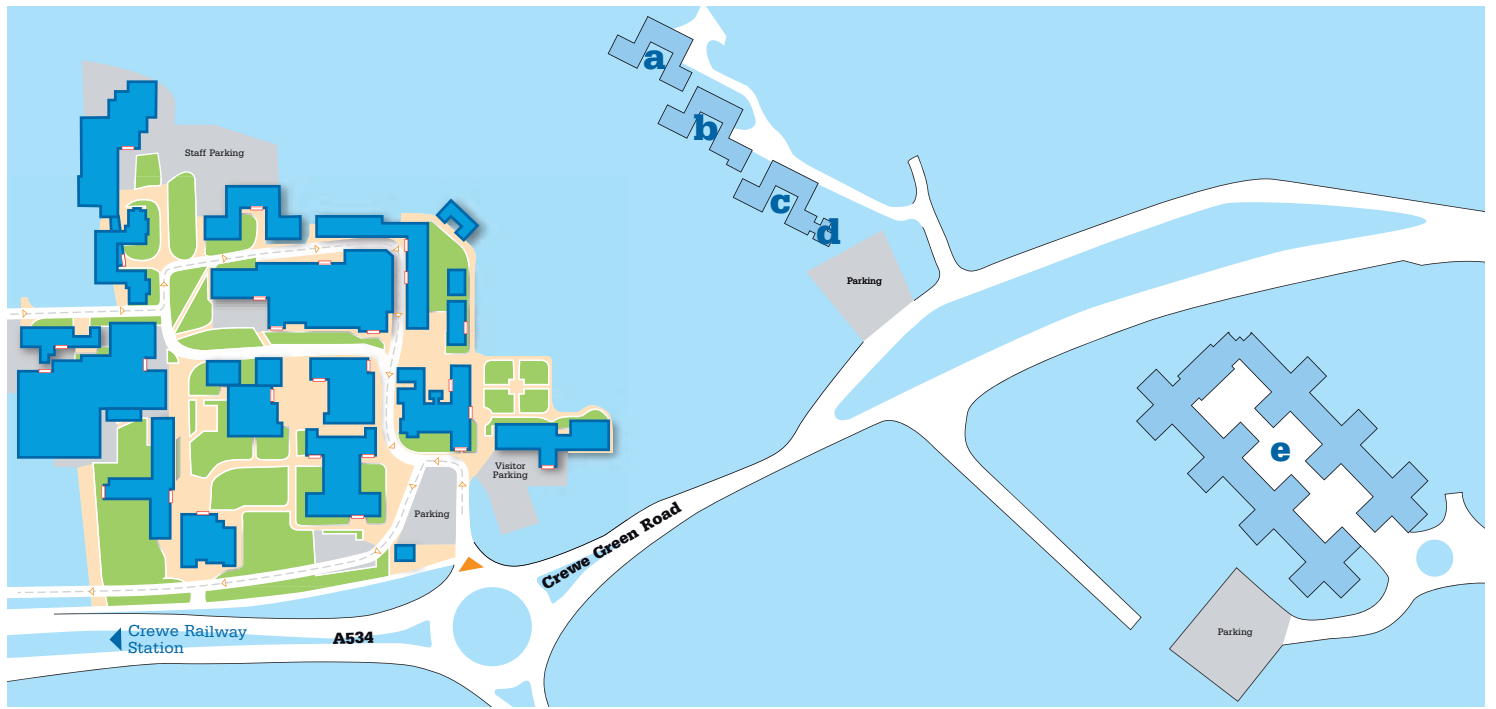 a
b
c
d
Staff Parking
Parking
e
Visitor
Parking
Parking
Crewe Green Road
Parking
Crewe Railway
Station
A534